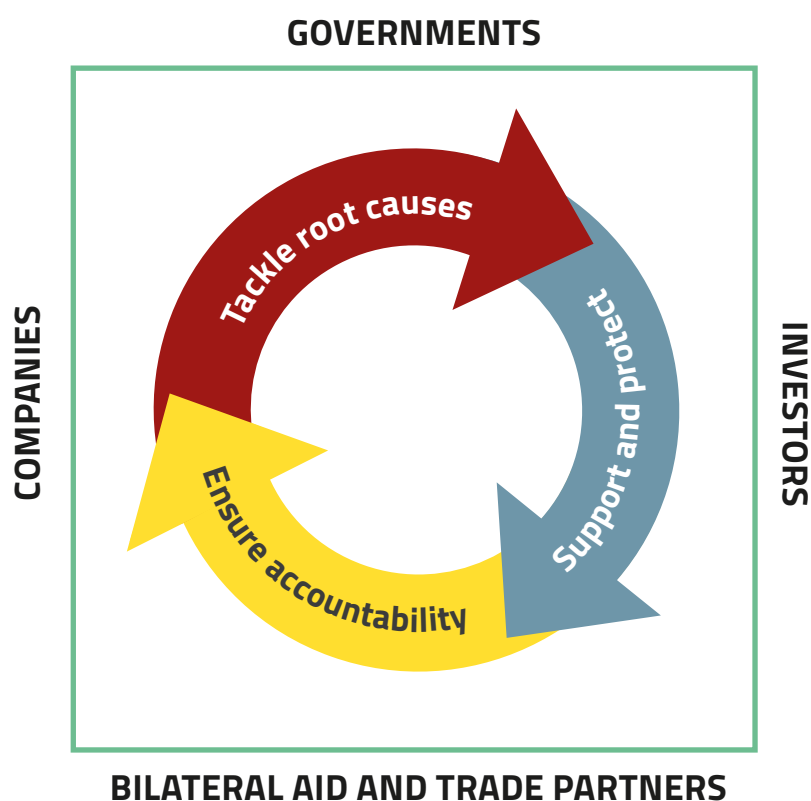 GOVERNMENTS
Tackle root causes
Support and protect
Ensure accountability
COMPANIES
INVESTORS
BILATERAL AID AND TRADE PARTNERS